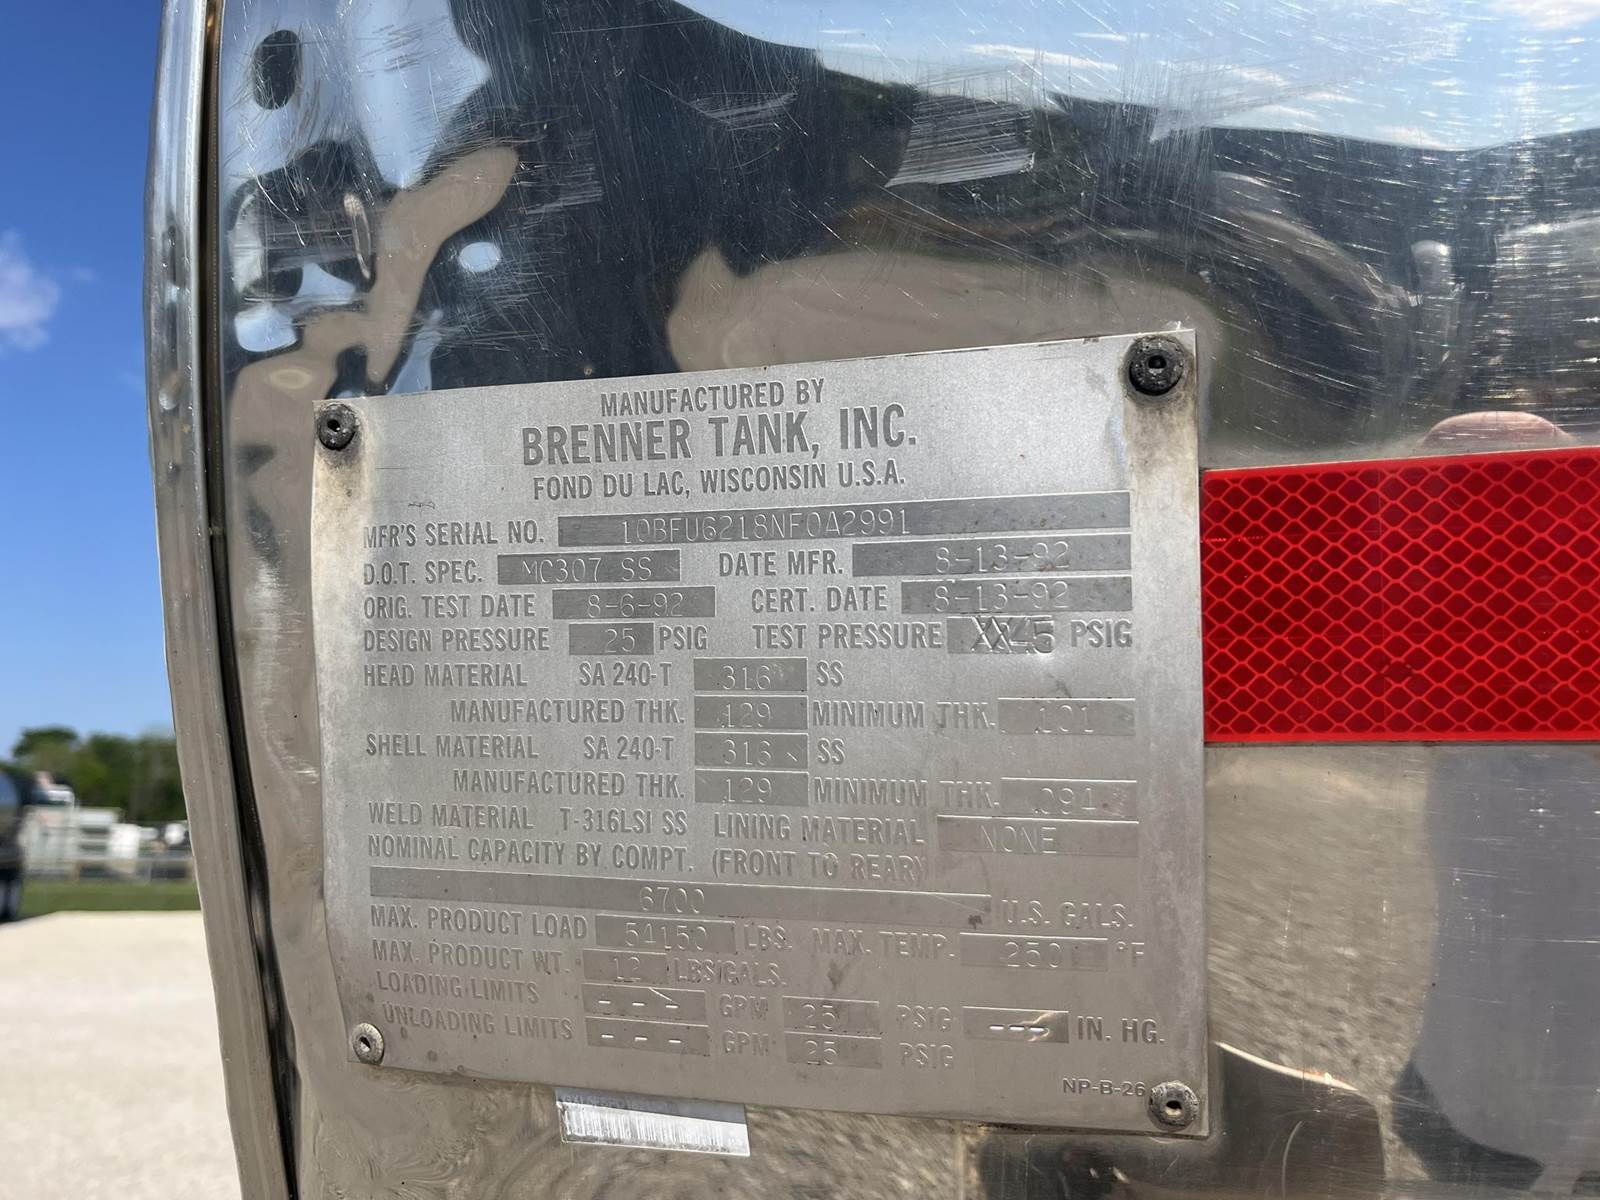 MANUFACTURED BY
BRENNER TANK, INC.
FOND DU LAC, WISCONSIN U.S.A.
MFR'S SERIAL NO. 10BFU6218NF0A2991
D.O.T. SPEC. MC307 SS DATE MFR. 8-13-92
ORIG. TEST DATE 8-6-92 CERT. DATE 8-13-92
DESIGN PRESSURE 25 PSIG TEST PRESSURE XX45 PSIG
HEAD MATERIAL SA 240-T 316 SS
MANUFACTURED THK. .129 MINIMUM THK. .101
SHELL MATERIAL SA 240-T 316 SS
MANUFACTURED THK. .129 MINIMUM THK. .094
WELD MATERIAL T-316LSI SS LINING MATERIAL NONE
NOMINAL CAPACITY BY COMPT. (FRONT TO REAR)
6700 U.S. GALS.
MAX. PRODUCT LOAD 54150 LBS. MAX. TEMP. 250 °F
MAX. PRODUCT WT. 12 LBS/GALS.
LOADING LIMITS --- GPM 25 PSIG --- IN. HG.
UNLOADING LIMITS --- GPM 25 PSIG
NP-B-26